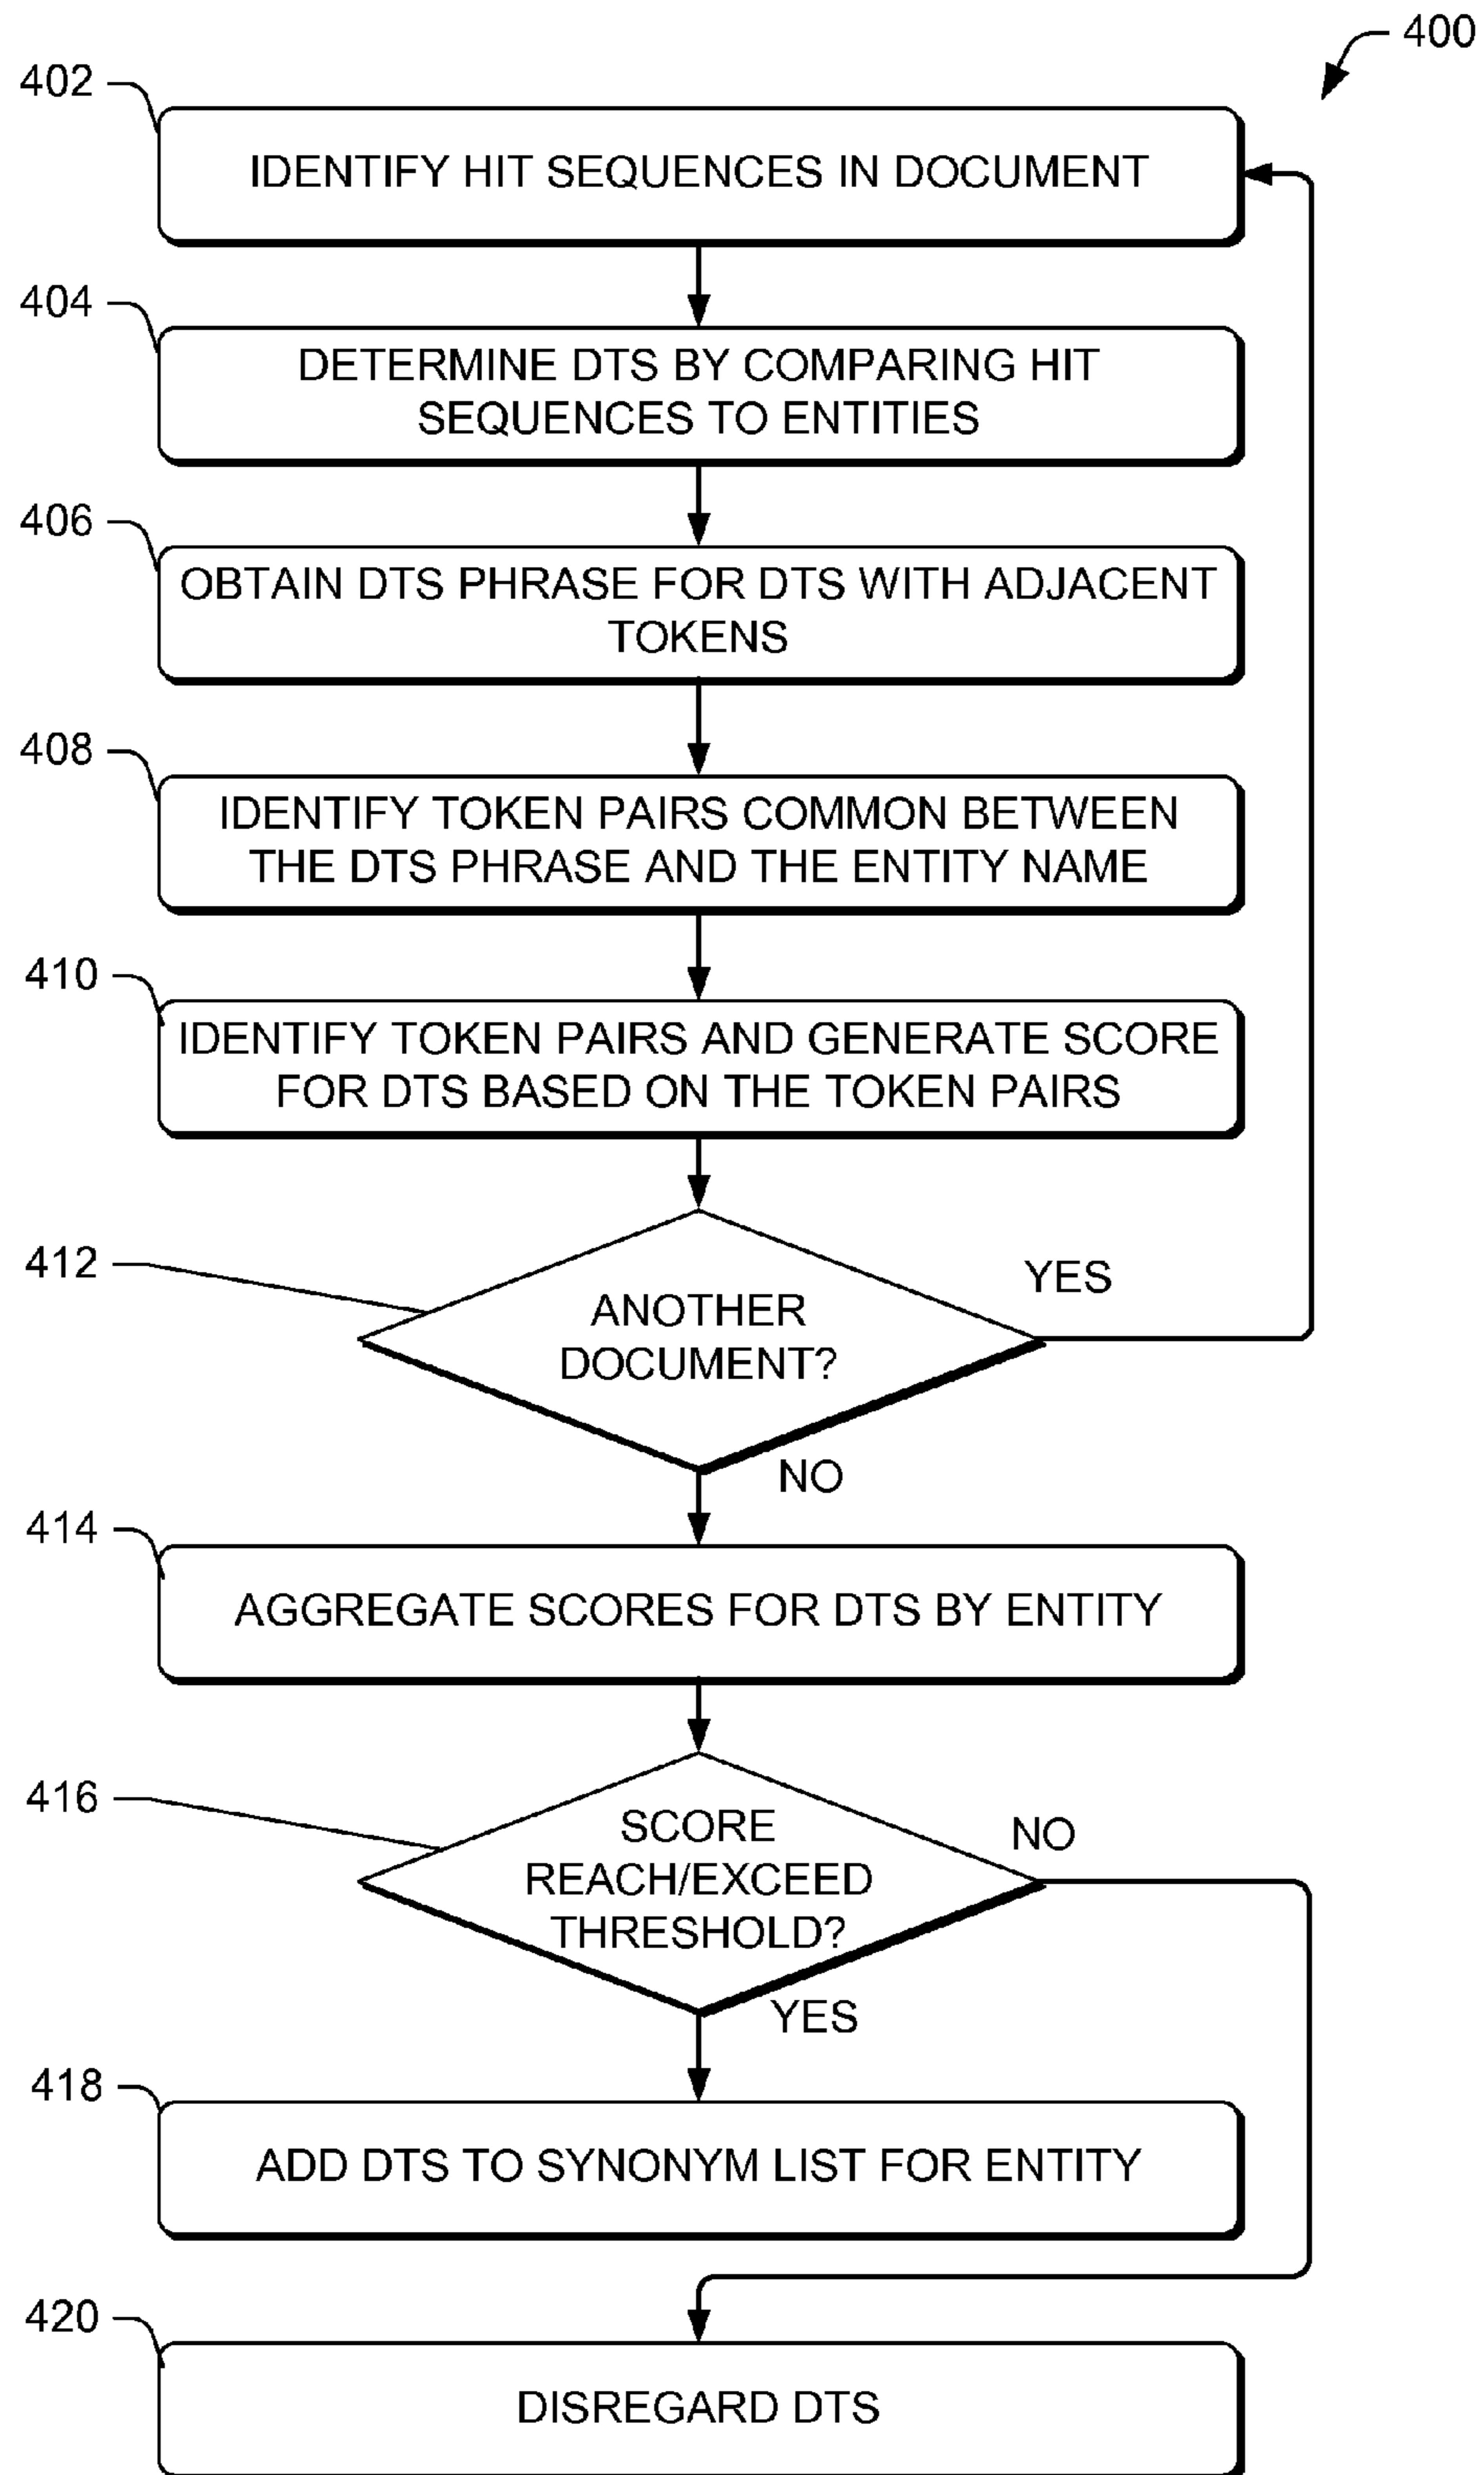 400
402
IDENTIFY HIT SEQUENCES IN DOCUMENT
404
DETERMINE DTS BY COMPARING HIT
SEQUENCES TO ENTITIES
406
OBTAIN DTS PHRASE FOR DTS WITH ADJACENT
TOKENS
408
IDENTIFY TOKEN PAIRS COMMON BETWEEN
THE DTS PHRASE AND THE ENTITY NAME
410
IDENTIFY TOKEN PAIRS AND GENERATE SCORE
FOR DTS BASED ON THE TOKEN PAIRS
412
YES
ANOTHER
DOCUMENT?
NO
414
AGGREGATE SCORES FOR DTS BY ENTITY
416
SCORE
NO
REACH/EXCEED
THRESHOLD?
YES
418
ADD DTS TO SYNONYM LIST FOR ENTITY
420
DISREGARD DTS